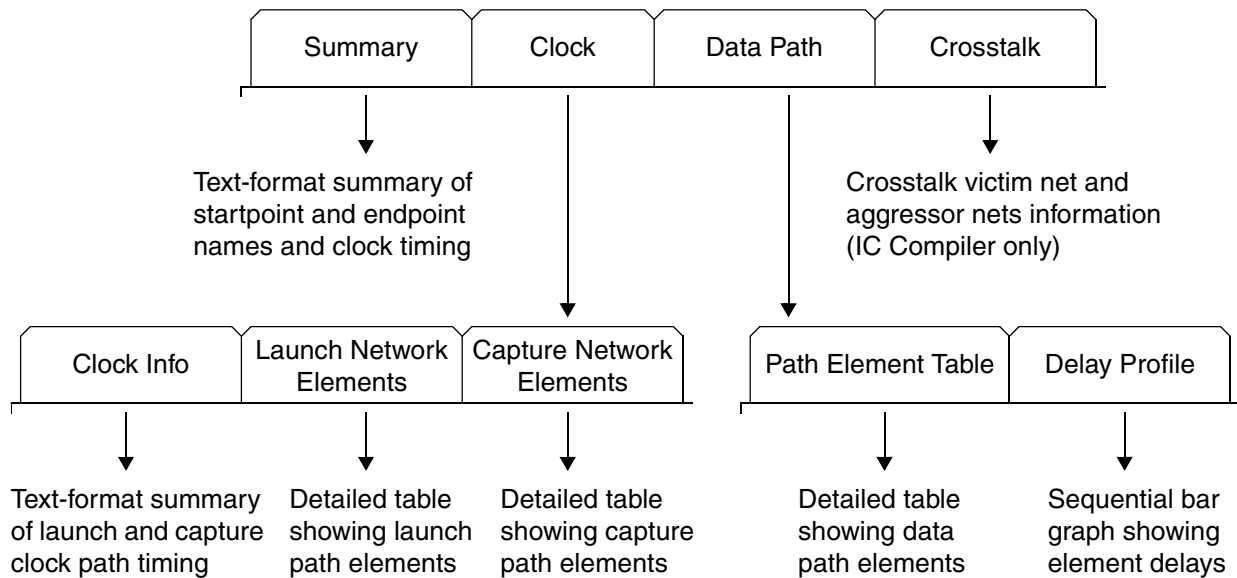 Summary
Clock
Data Path
Crosstalk
Text-format summary of
startpoint and endpoint
names and clock timing
Crosstalk victim net and
aggressor nets information
(IC Compiler only)
Clock Info
Launch Network
Elements
Capture Network
Elements
Path Element Table
Delay Profile
Text-format summary
of launch and capture
clock path timing
Detailed table
showing launch
path elements
Detailed table
showing capture
path elements
Detailed table
showing data
path elements
Sequential bar
graph showing
element delays